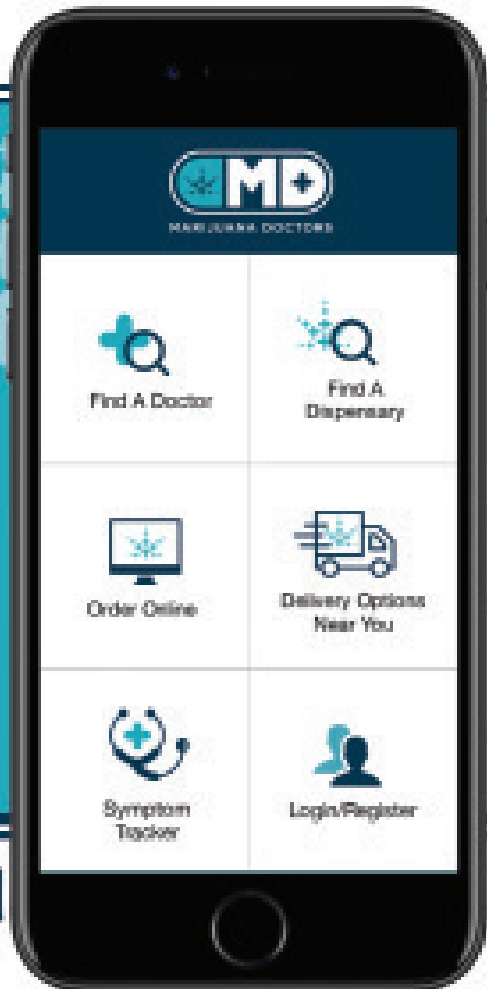 MD
MARIJUANA DOCTORS
Find A Doctor
Find A
Dispensary
Order Online
Delivery Options
Near You
Symptom
Tracker
Login/Register